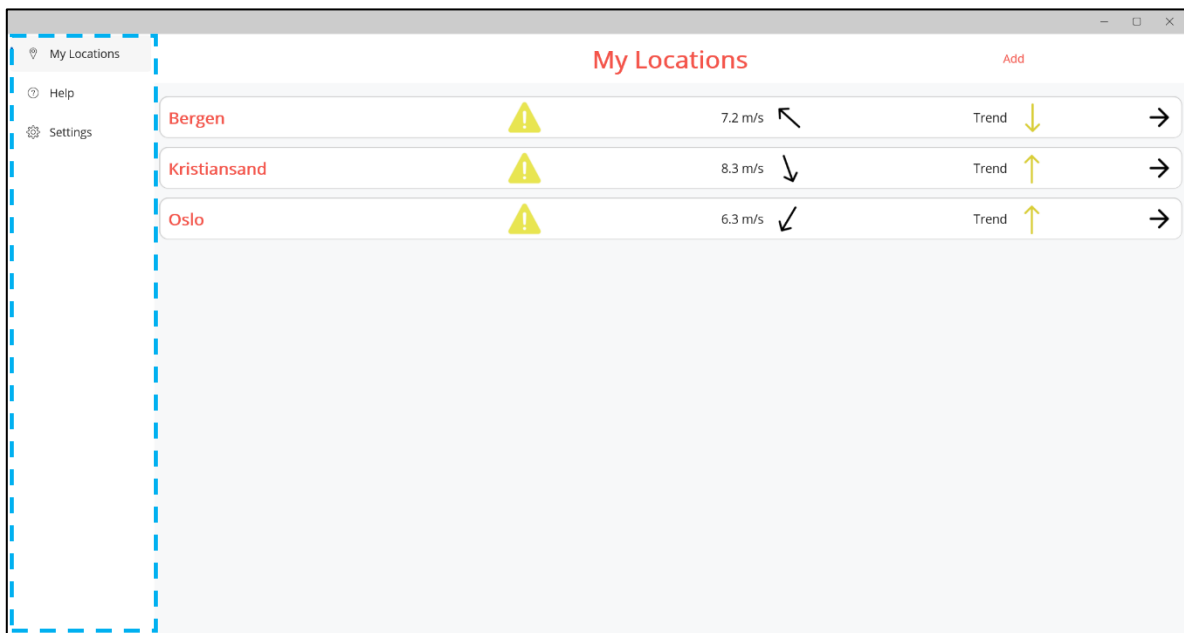 My Locations
Help
Settings
My Locations Add
Bergen 7.2 m/s Trend
Kristiansand 8.3 m/s Trend
Oslo 6.3 m/s Trend